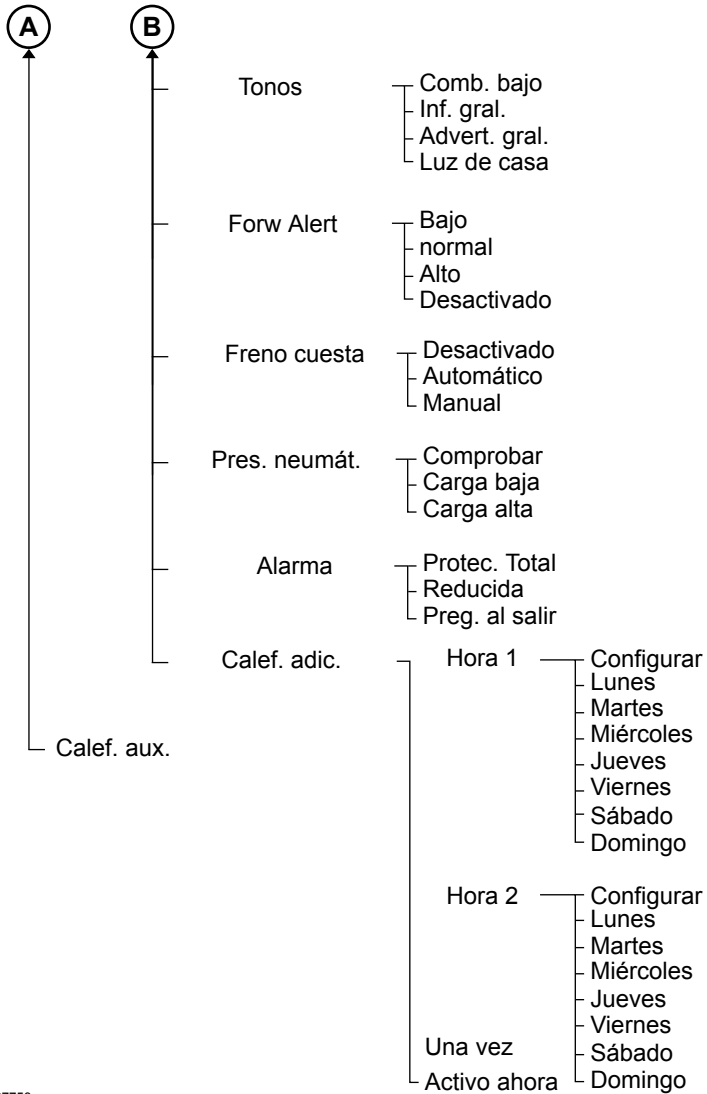 A
B
Tonos
Comb. bajo
Inf. gral.
Advert. gral.
Luz de casa
Forw Alert
Bajo
normal
Alto
Desactivado
Freno cuesta
Desactivado
Automático
Manual
Pres. neumát.
Comprobar
Carga baja
Carga alta
Alarma
Protec. Total
Reducida
Preg. al salir
Calef. adic.
Hora 1
Configurar
Lunes
Martes
Miércoles
Jueves
Viernes
Sábado
Domingo
Calef. aux.
Hora 2
Configurar
Lunes
Martes
Miércoles
Jueves
Viernes
Sábado
Domingo
Una vez
Activo ahora